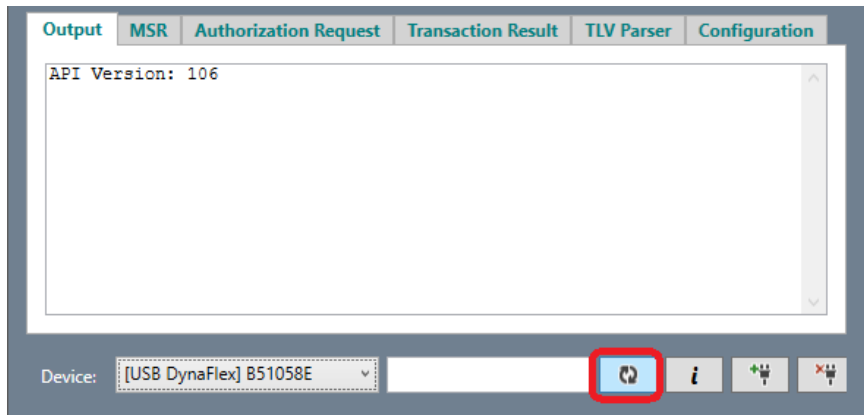 Output MSR Authorization Request Transaction Result TLV Parser Configuration
API Version: 106
Device: [USB DynaFlex] B51058E i